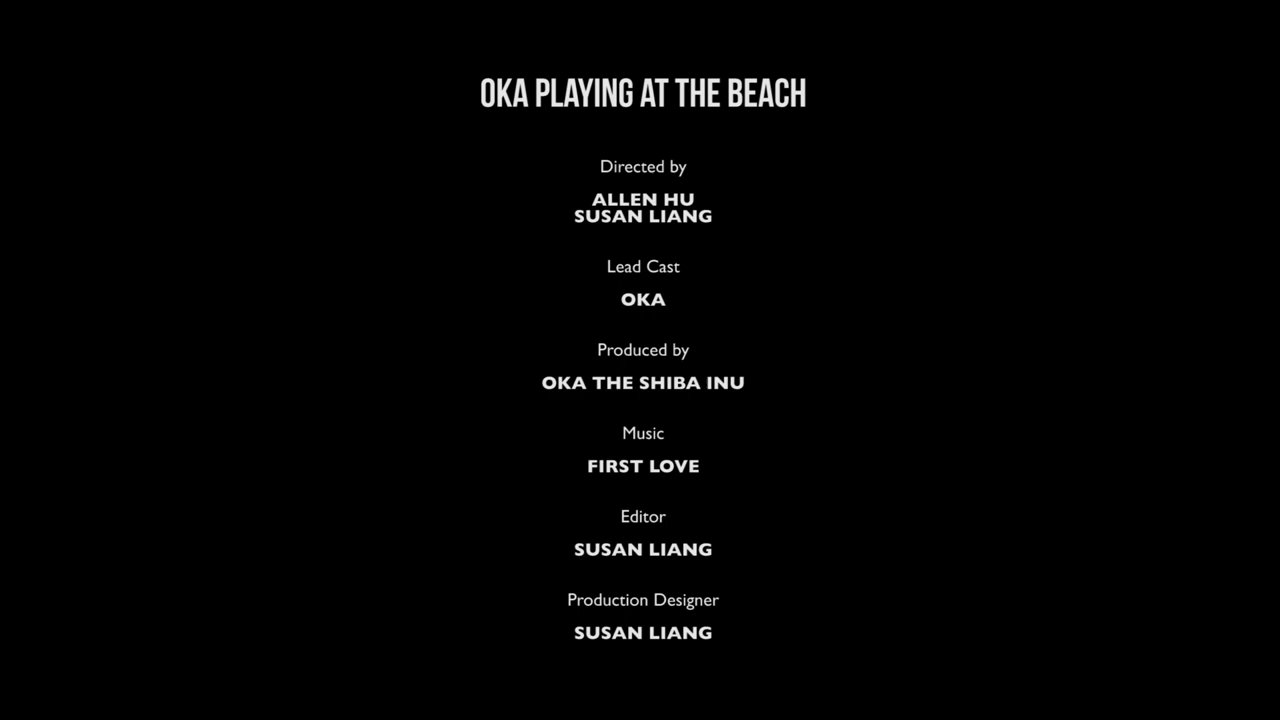 OKA PLAYING AT THE BEACH
Directed by
ALLEN HU
SUSAN LIANG
Lead Cast
OKA
Produced by
OKA THE SHIBA INU
Music
FIRST LOVE
Editor
SUSAN LIANG
Production Designer
SUSAN LIANG